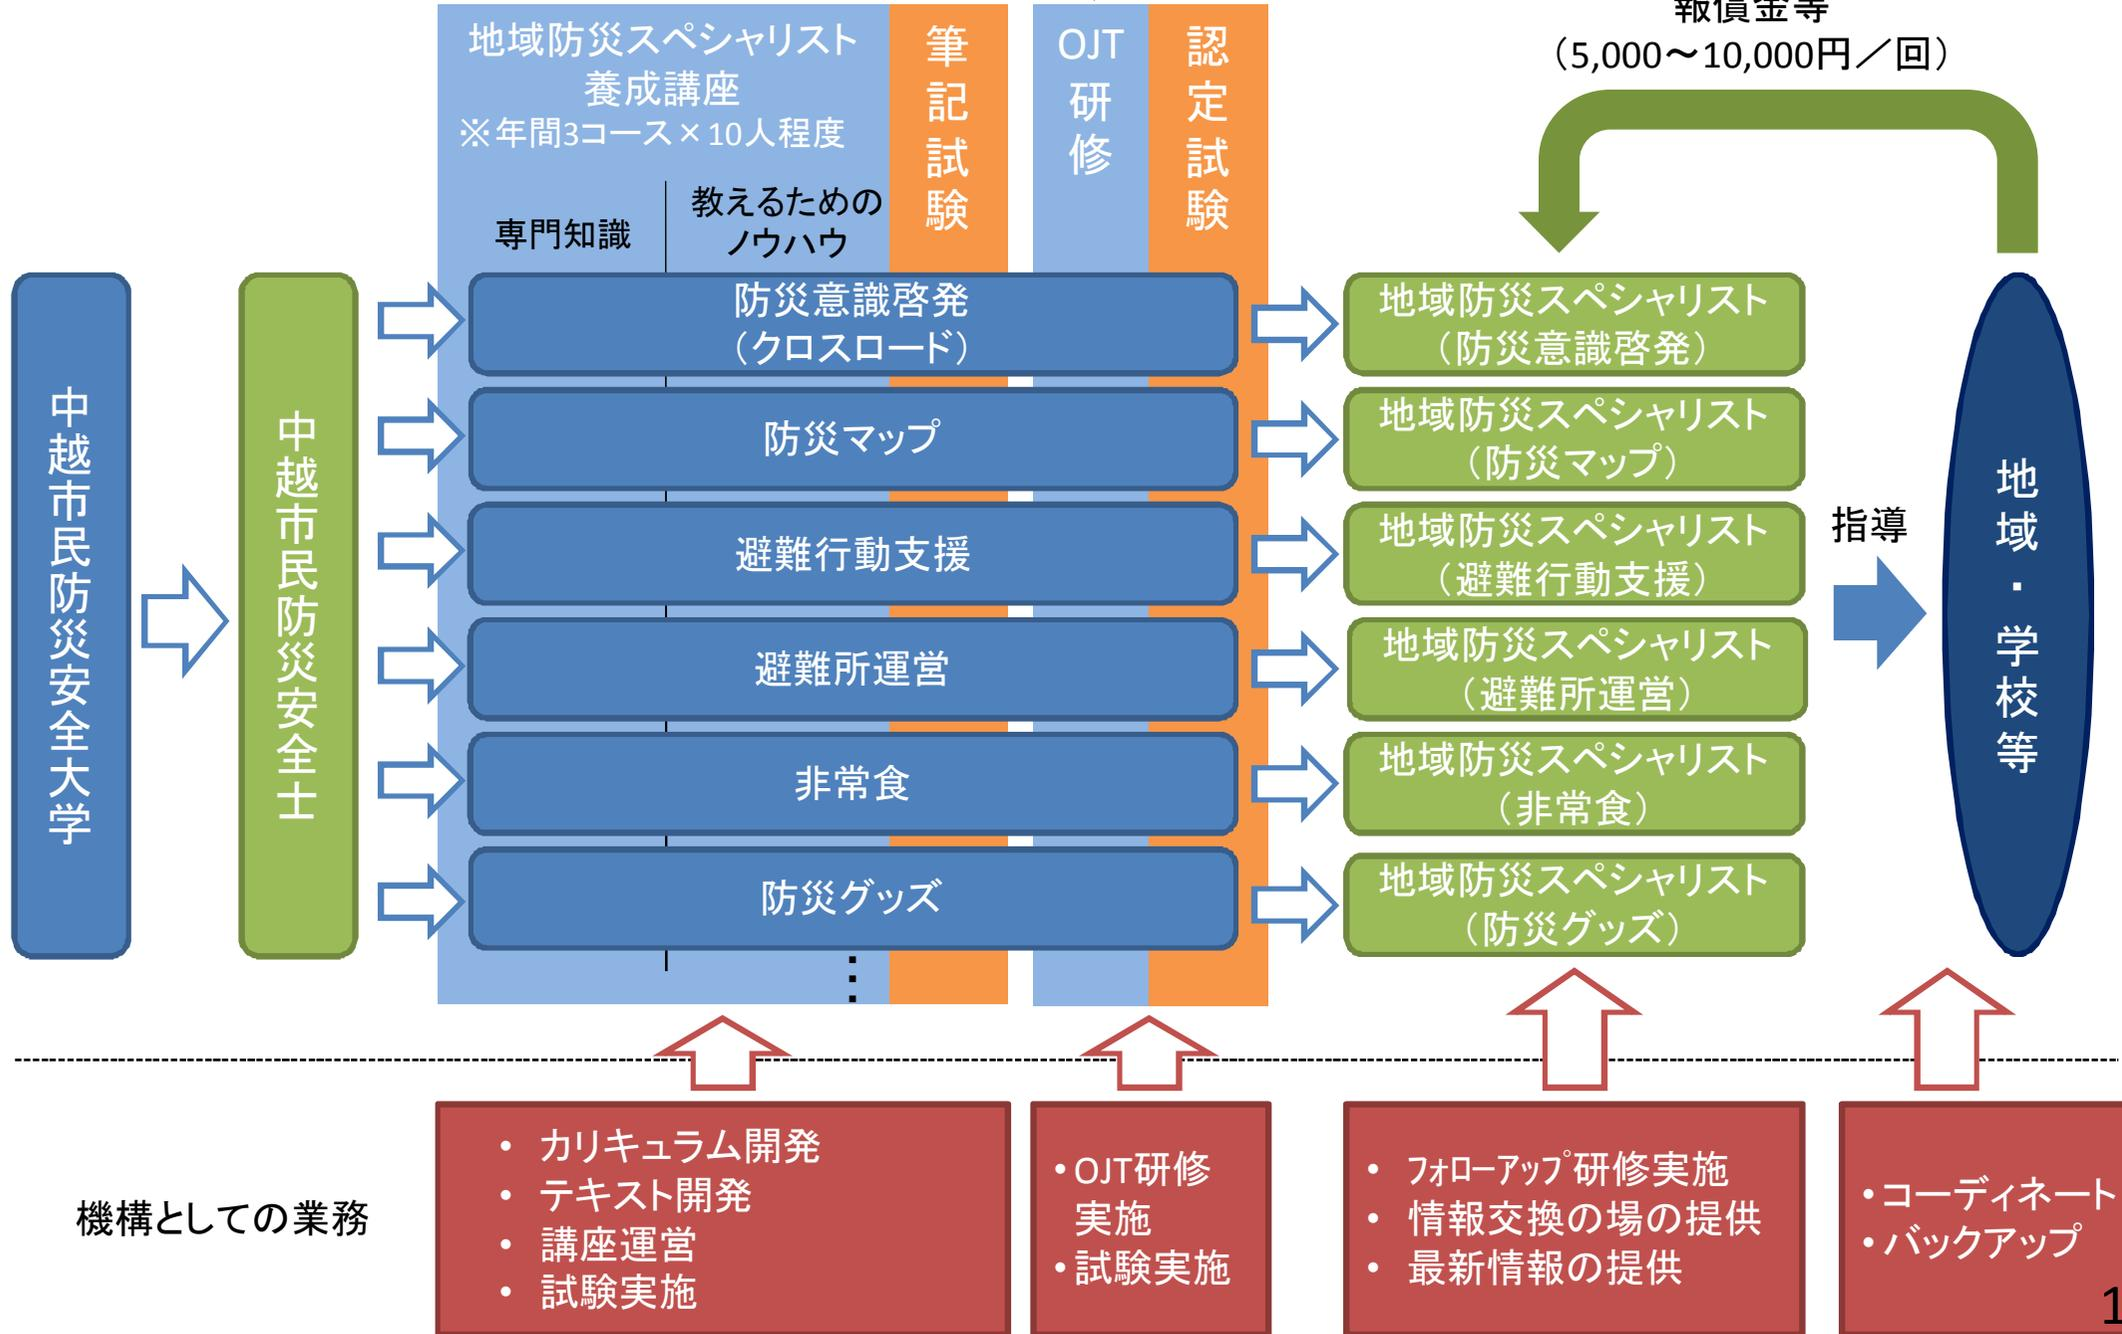 地域防災スペシャリスト
養成講座
※年間3コース×10人程度
専門知識
教えるための
ノウハウ
筆記試験
OJT
研修
認定試験
報償金等
（5,000～10,000円／回）
中越市民防災安全大学
中越市民防災安全士
防災意識啓発
（クロスロード）
防災マップ
避難行動支援
避難所運営
非常食
防災グッズ
⋮
地域防災スペシャリスト
（防災意識啓発）
地域防災スペシャリスト
（防災マップ）
地域防災スペシャリスト
（避難行動支援）
地域防災スペシャリスト
（避難所運営）
地域防災スペシャリスト
（非常食）
地域防災スペシャリスト
（防災グッズ）
指導
地域・学校等
機構としての業務
• カリキュラム開発
• テキスト開発
• 講座運営
• 試験実施
• OJT研修
実施
• 試験実施
• フォローアップ研修実施
• 情報交換の場の提供
• 最新情報の提供
• コーディネート
• バックアップ
1